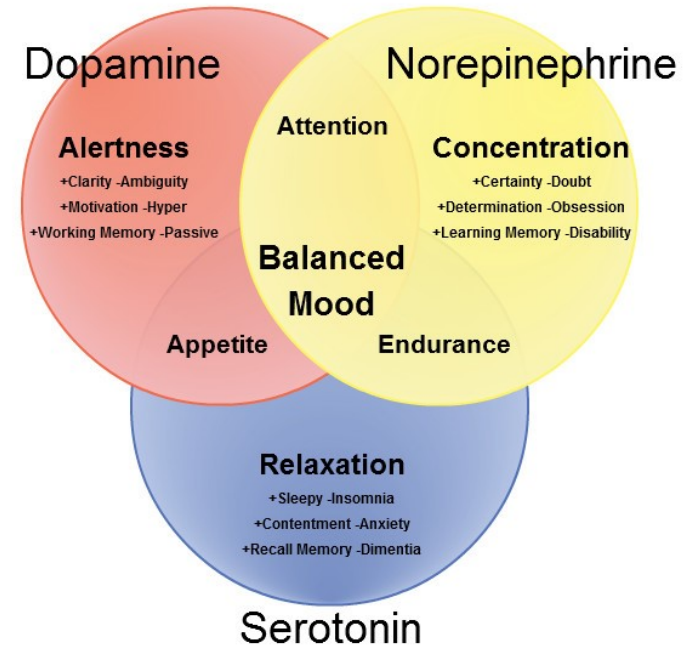 Dopamine
Norepinephrine
Attention
Alertness
+Clarity -Ambiguity
+Motivation -Hyper
+Working Memory -Passive
Concentration
+Certainty -Doubt
+Determination -Obsession
+Learning Memory -Disability
Balanced
Mood
Appetite
Endurance
Relaxation
+Sleepy -Insomnia
+Contentment -Anxiety
+Recall Memory -Dimentia
Serotonin